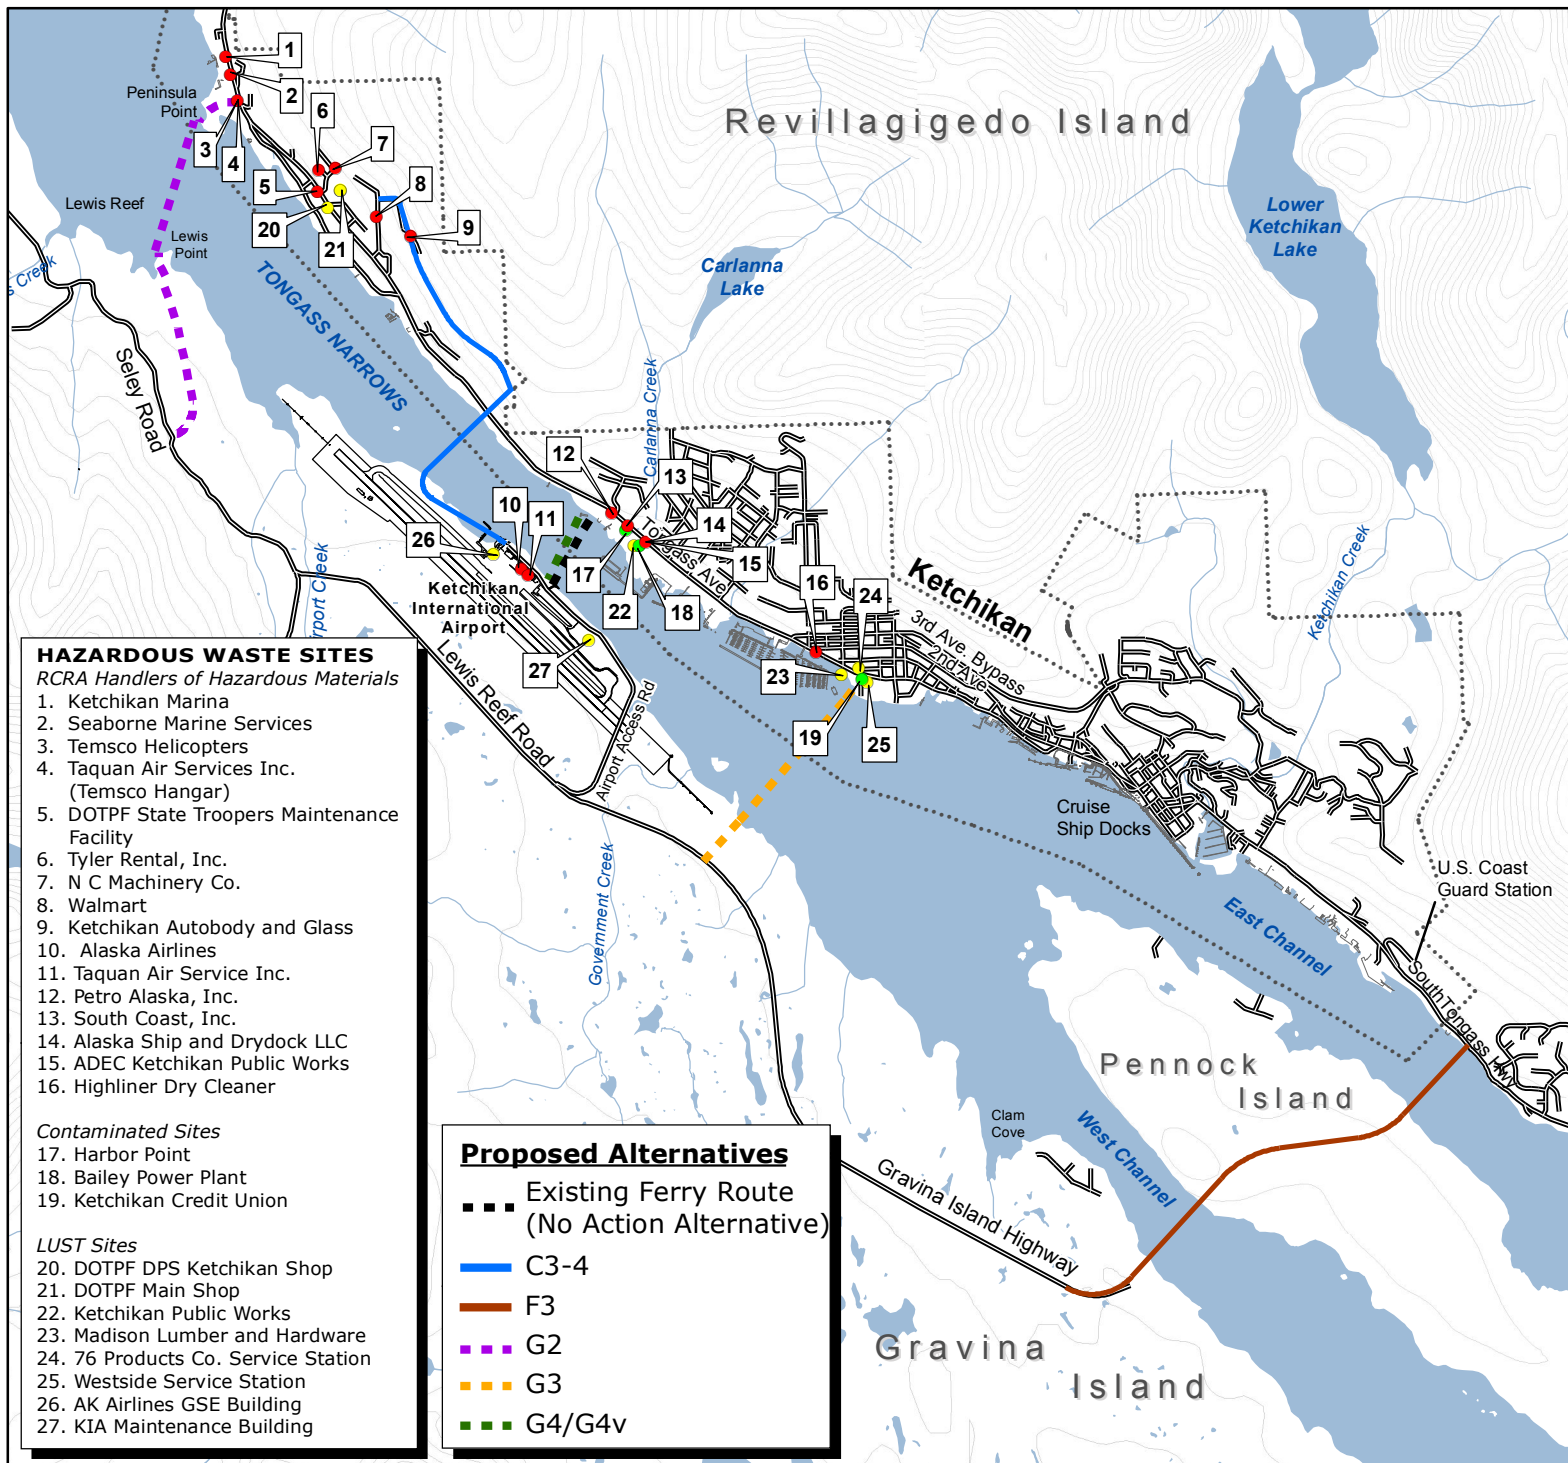 1
2
Peninsula
Point
3
4
6
7
5
8
20
21
9
Revillagigedo Island
Lewis Reef
Lewis
Point
Lower
Ketchikan
Lake
Carlanna
Lake
s Creek
TONGASS NARROWS
Seley Road
Carlanna Creek
12
13
10
11
14
26
17
15
Tongass Ave
22
18
16
24
Ketchikan
Ketchikan Creek
Ketchikan
International
Airport
irport Creek
3rd Ave. Bypass
2nd Ave
23
27
19
25
Lewis Reef Road
Airport Access Rd
Cruise
Ship Docks
U.S. Coast
Guard Station
Government Creek
East Channel
South Tongass Hwy
Pennock
Island
Clam
Cove
West Channel
Gravina Island Highway
Gravina
Island
HAZARDOUS WASTE SITES
RCRA Handlers of Hazardous Materials
1. Ketchikan Marina
2. Seaborne Marine Services
3. Temsco Helicopters
4. Taquan Air Services Inc.
(Temsco Hangar)
5. DOTPF State Troopers Maintenance
Facility
6. Tyler Rental, Inc.
7. N C Machinery Co.
8. Walmart
9. Ketchikan Autobody and Glass
10. Alaska Airlines
11. Taquan Air Service Inc.
12. Petro Alaska, Inc.
13. South Coast, Inc.
14. Alaska Ship and Drydock LLC
15. ADEC Ketchikan Public Works
16. Highliner Dry Cleaner
Contaminated Sites
17. Harbor Point
18. Bailey Power Plant
19. Ketchikan Credit Union
LUST Sites
20. DOTPF DPS Ketchikan Shop
21. DOTPF Main Shop
22. Ketchikan Public Works
23. Madison Lumber and Hardware
24. 76 Products Co. Service Station
25. Westside Service Station
26. AK Airlines GSE Building
27. KIA Maintenance Building
Proposed Alternatives
Existing Ferry Route
(No Action Alternative)
C3-4
F3
G2
G3
G4/G4v